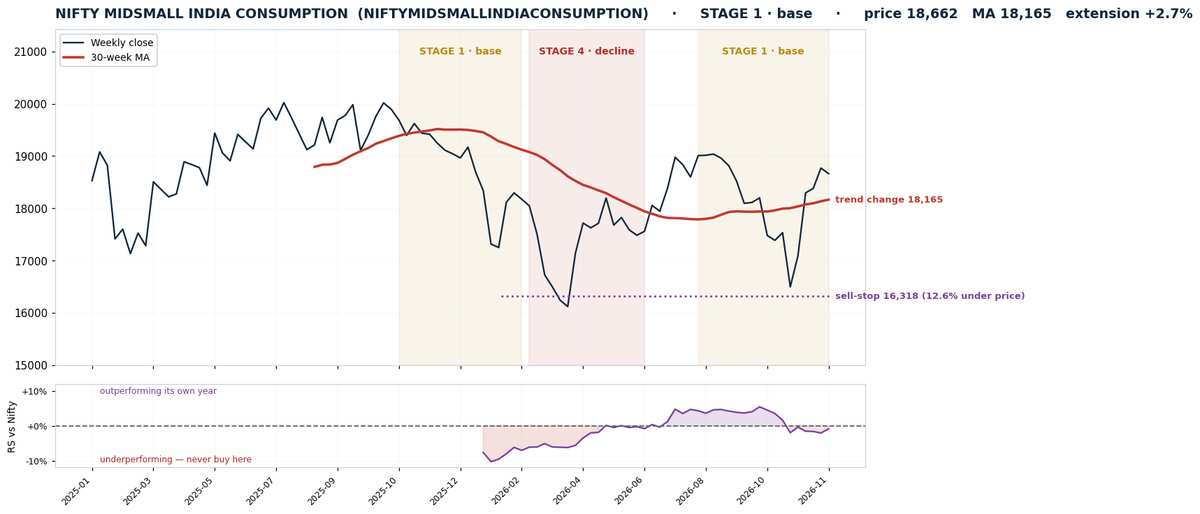 NIFTY MIDSMALL INDIA CONSUMPTION (NIFTYMIDSMALLINDIACONSUMPTION) · STAGE 1 · base · price 18,662 MA 18,165 extension +2.7%
Weekly close
30-week MA
STAGE 1 · base
STAGE 4 · decline
STAGE 1 · base
21000
20000
19000
18000
17000
16000
15000
trend change 18,165
sell-stop 16,318 (12.6% under price)
RS vs Nifty
+10%
+0%
-10%
outperforming its own year
underperforming — never buy here
2025-01
2025-03
2025-05
2025-07
2025-09
2025-10
2025-12
2026-02
2026-04
2026-06
2026-08
2026-10
2026-11